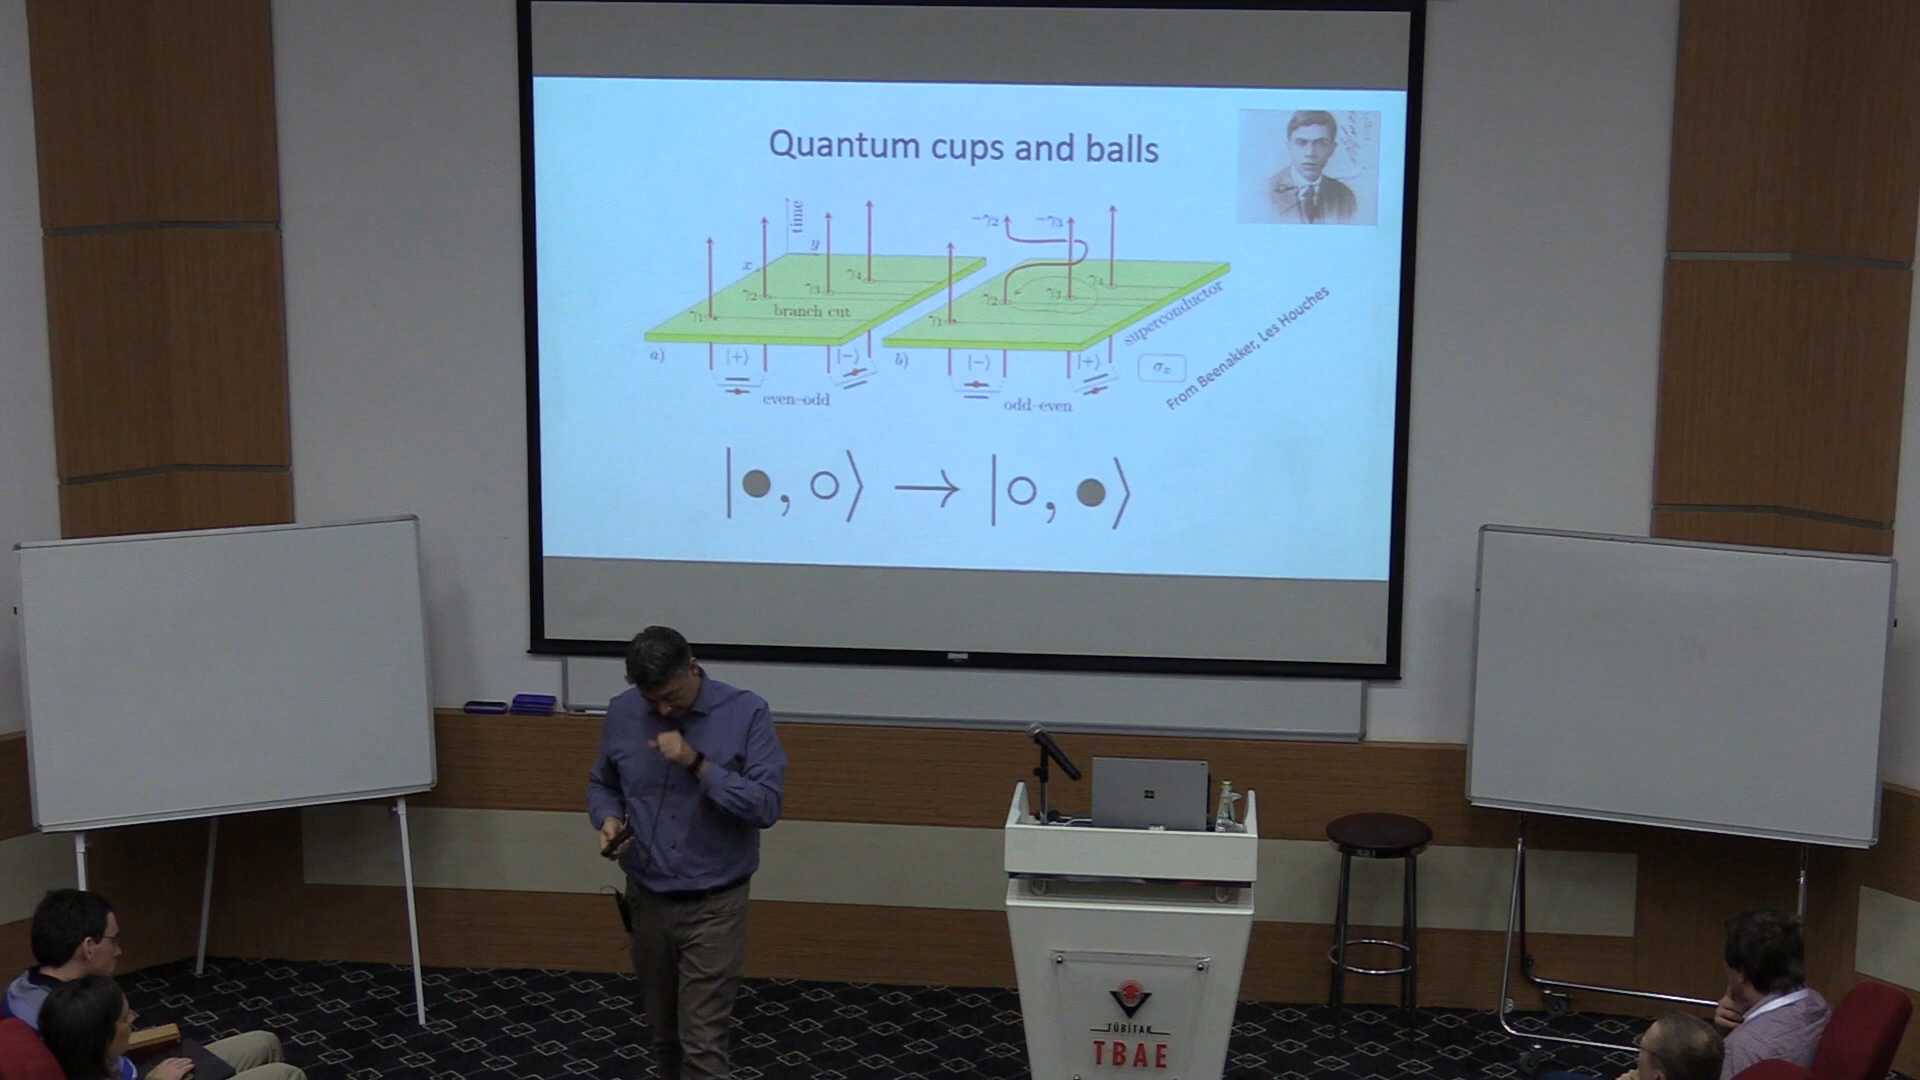 Quantum cups and balls
time
y
x
γ1
γ2
γ3
γ4
branch cut
a)
|+⟩
|−⟩
even–odd
−γ2
−γ3
γ1
γ2
γ3
γ4
superconductor
b)
|−⟩
|+⟩
odd–even
From Beenakker, Les Houches
|●, ○⟩ → |○, ●⟩
TÜBİTAK
TBAE